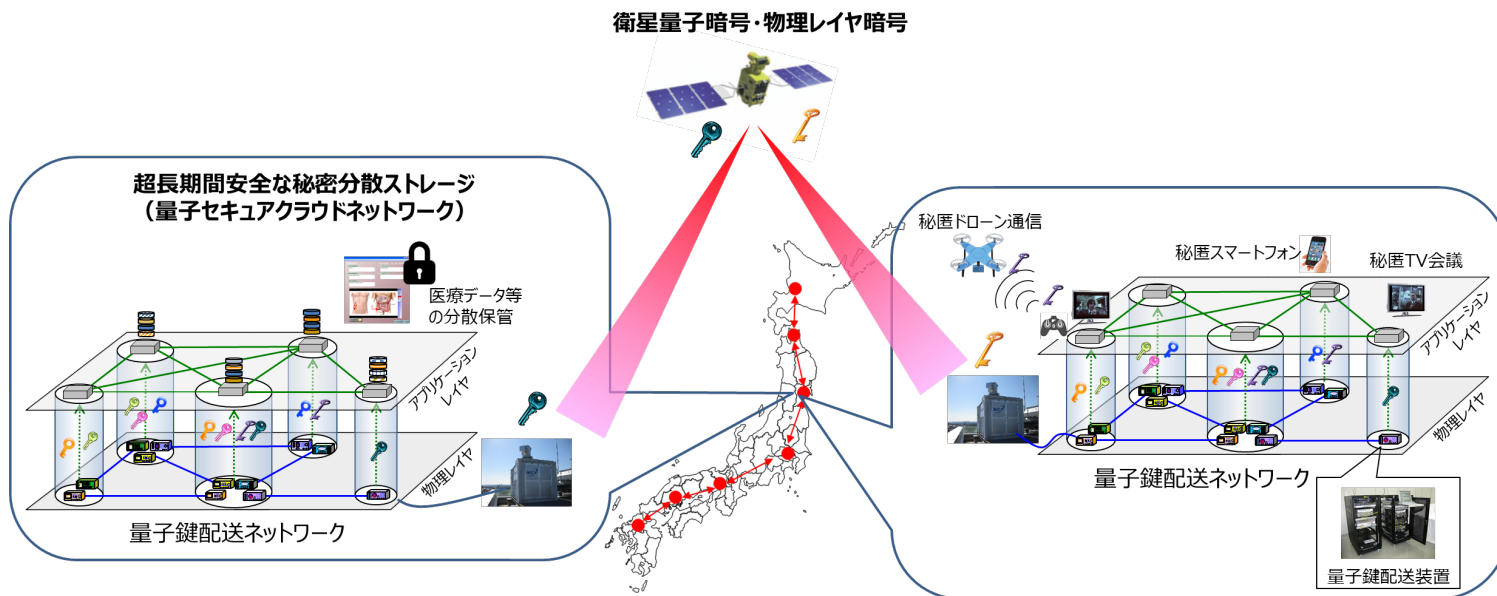 衛星量子暗号・物理レイヤ暗号
超長期間安全な秘密分散ストレージ
（量子セキュアクラウドネットワーク）
医療データ等
の分散保管
アプリケーション
レイヤ
物理レイヤ
量子鍵配送ネットワーク
秘匿ドローン通信
秘匿スマートフォン
秘匿TV会議
アプリケーション
レイヤ
物理レイヤ
量子鍵配送ネットワーク
量子鍵配送装置